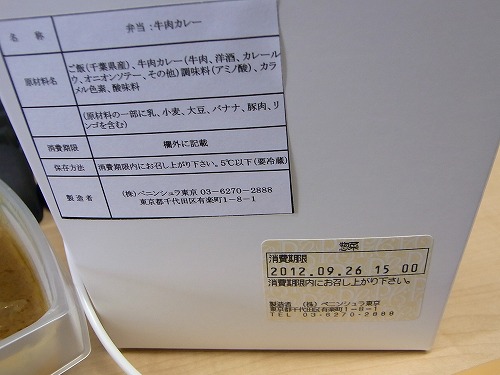 名 称 弁当：牛肉カレー
原材料名 ご飯(千葉県産)、牛肉カレー(牛肉、洋酒、カレール
ウ、オニオンソテー、その他)調味料(アミノ酸)、カラ
メル色素、酸味料
(原材料の一部に乳、小麦、大豆、バナナ、豚肉、リ
ンゴを含む)
消費期限 欄外に記載
保存方法 消費期限内にお召し上がり下さい。5℃以下(要冷蔵)
製造者 (株)ペニンシュラ東京 03-6270-2888
東京都千代田区有楽町1-8-1
惣菜
消費期限
2012.09.26 15 00
消費期限内にお召し上がり下さい。
製造者 (株) ペニンシュラ東京
東京都千代田区有楽町1-8-1
TEL 03-6270-2888